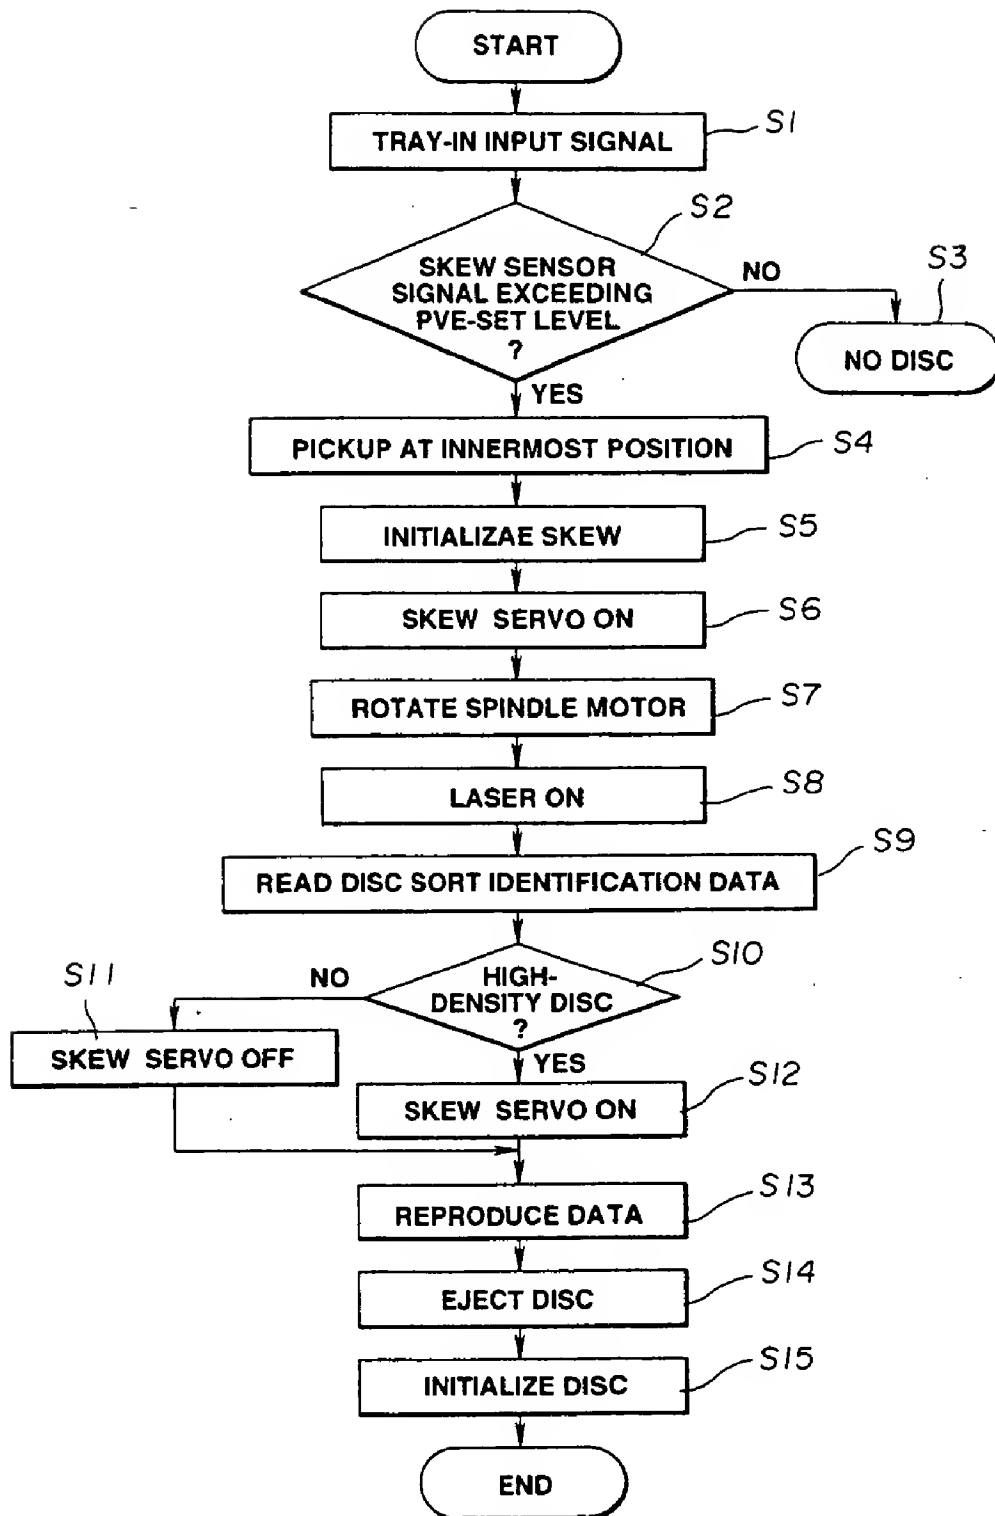 START
TRAY-IN INPUT SIGNAL
S1
SKEW SENSOR
SIGNAL EXCEEDING
PVE-SET LEVEL
?
S2
NO
S3
NO DISC
YES
PICKUP AT INNERMOST POSITION
S4
INITIALIZAE SKEW
S5
SKEW SERVO ON
S6
ROTATE SPINDLE MOTOR
S7
LASER ON
S8
READ DISC SORT IDENTIFICATION DATA
S9
HIGH-
DENSITY DISC
?
S10
NO
S11
SKEW SERVO OFF
YES
SKEW SERVO ON
S12
REPRODUCE DATA
S13
EJECT DISC
S14
INITIALIZE DISC
S15
END